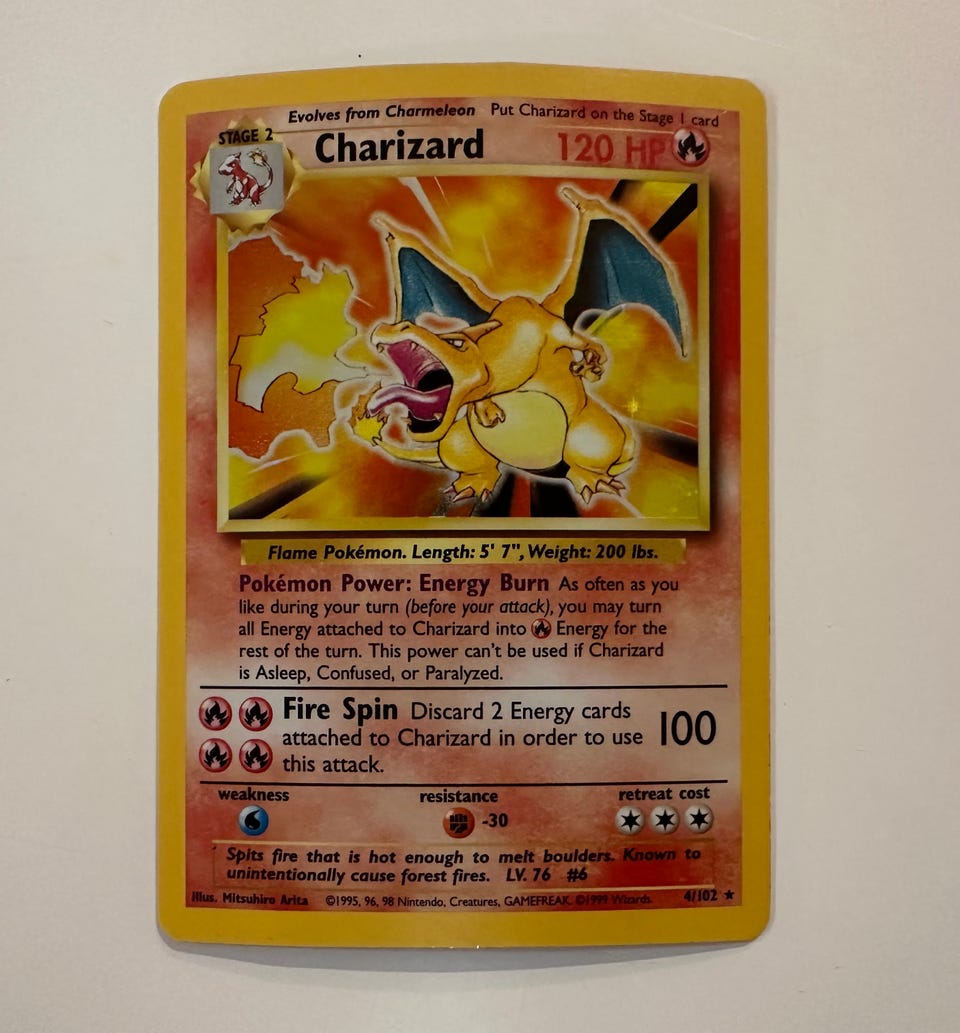 Evolves from Charmeleon Put Charizard on the Stage 1 card
STAGE 2
Charizard 120 HP
Flame Pokémon. Length: 5' 7", Weight: 200 lbs.
Pokémon Power: Energy Burn As often as you
like during your turn (before your attack), you may turn
all Energy attached to Charizard into Energy for the
rest of the turn. This power can't be used if Charizard
is Asleep, Confused, or Paralyzed.
Fire Spin Discard 2 Energy cards
attached to Charizard in order to use
this attack.
100
weakness resistance retreat cost
-30
Spits fire that is hot enough to melt boulders. Known to
unintentionally cause forest fires. LV. 76 #6
Illus. Mitsuhiro Arita ©1995, 96, 98 Nintendo, Creatures, GAMEFREAK. ©1999 Wizards. 4/102 ★